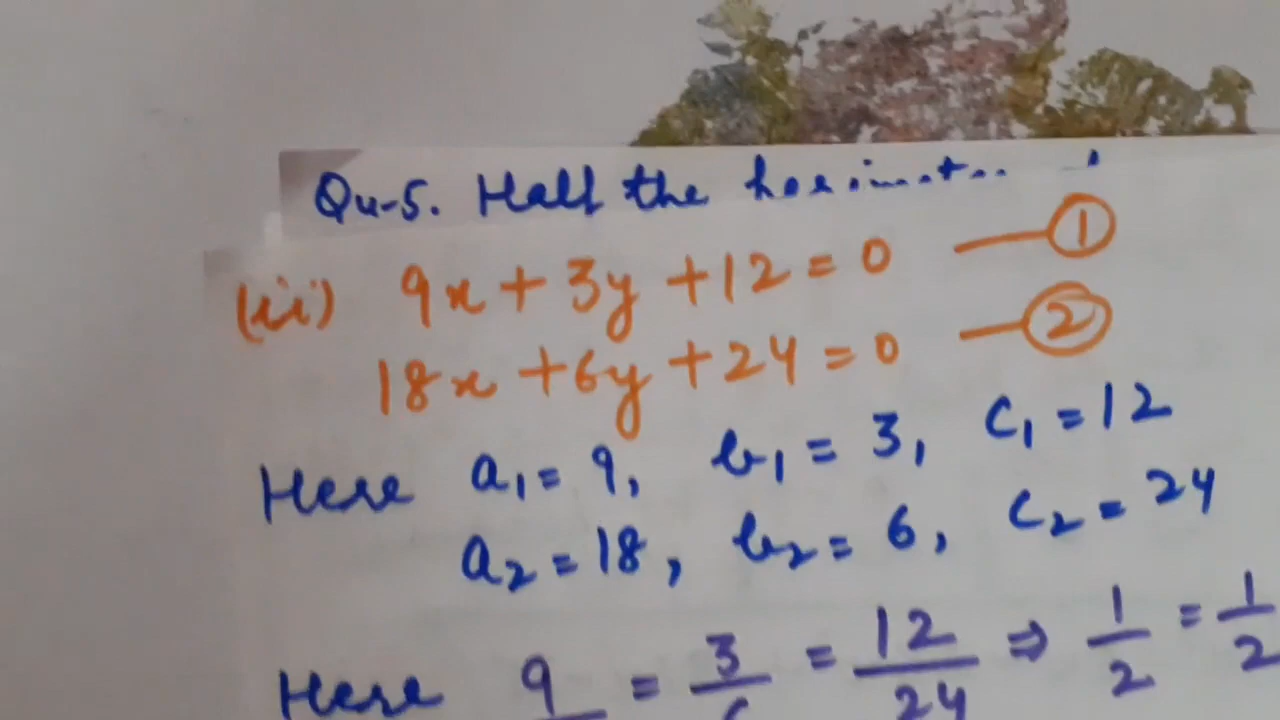 Qu-5. Half the
(ii) 9x + 3y + 12 = 0 — ①
18x + 6y + 24 = 0 — ②
Here a₁ = 9, b₁ = 3, c₁ = 12
a₂ = 18, b₂ = 6, c₂ = 24
Here 9 = 3/6 = 12/24 ⇒ 1/2 = 1/2